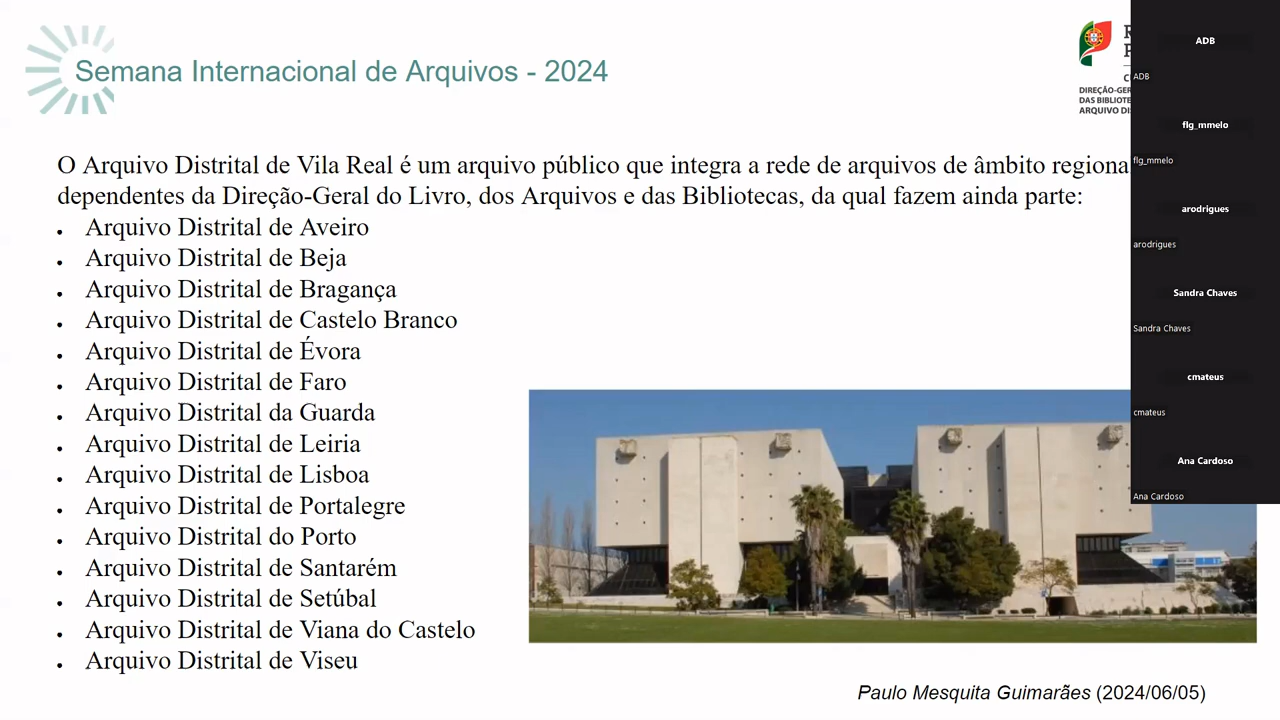 Semana Internacional de Arquivos - 2024
DIREÇÃO-GER
DAS BIBLIOTE
ARQUIVO DI
O Arquivo Distrital de Vila Real é um arquivo público que integra a rede de arquivos de âmbito regiona
dependentes da Direção-Geral do Livro, dos Arquivos e das Bibliotecas, da qual fazem ainda parte:
Arquivo Distrital de Aveiro
Arquivo Distrital de Beja
Arquivo Distrital de Bragança
Arquivo Distrital de Castelo Branco
Arquivo Distrital de Évora
Arquivo Distrital de Faro
Arquivo Distrital da Guarda
Arquivo Distrital de Leiria
Arquivo Distrital de Lisboa
Arquivo Distrital de Portalegre
Arquivo Distrital do Porto
Arquivo Distrital de Santarém
Arquivo Distrital de Setúbal
Arquivo Distrital de Viana do Castelo
Arquivo Distrital de Viseu
Paulo Mesquita Guimarães (2024/06/05)
ADB
ADB
flg_mmelo
flg_mmelo
arodrigues
arodrigues
Sandra Chaves
Sandra Chaves
cmateus
cmateus
Ana Cardoso
Ana Cardoso